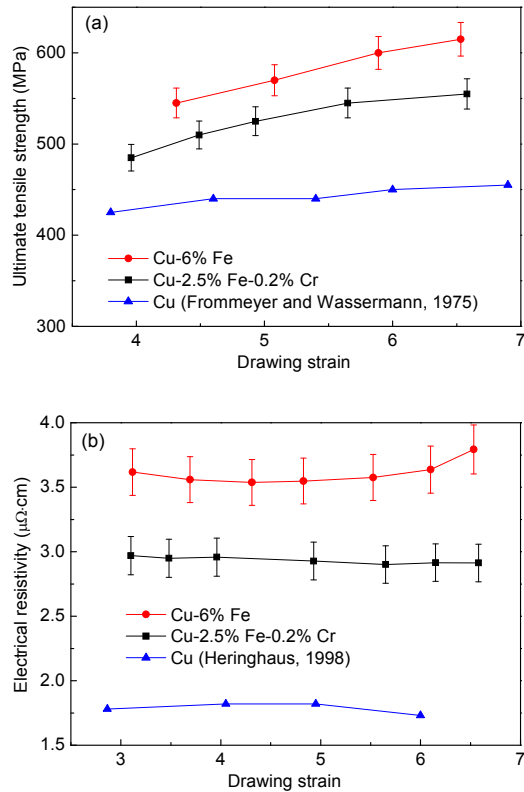 (a)
Ultimate tensile strength (MPa)
600
500
400
300
Cu-6% Fe
Cu-2.5% Fe-0.2% Cr
Cu (Frommeyer and Wassermann, 1975)
4 5 6 7
Drawing strain
(b)
Electrical resistivity (μΩ·cm)
4.0
3.5
3.0
2.5
2.0
1.5
Cu-6% Fe
Cu-2.5% Fe-0.2% Cr
Cu (Heringhaus, 1998)
3 4 5 6 7
Drawing strain